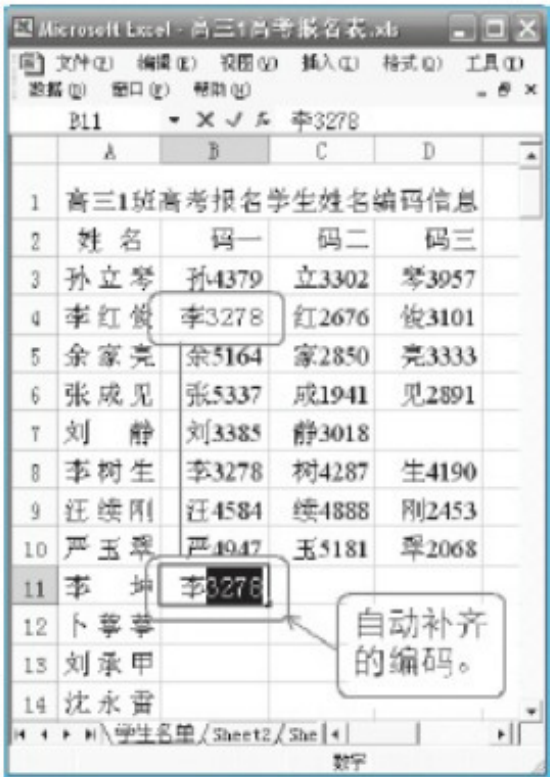 Microsoft Excel - 高三1高考报名表.xls
文件(F) 编辑(E) 视图(V) 插入(I) 格式(O) 工具(T)
数据(D) 窗口(W) 帮助(H)
B11 李3278
A B C D
1 高三1班高考报名学生姓名编码信息
2 姓 名 码一 码二 码三
3 孙立琴 孙4379 立3302 琴3957
4 李红俊 李3278 红2676 俊3101
5 余家亮 余5164 家2850 亮3333
6 张成见 张5337 成1941 见2891
7 刘 静 刘3385 静3018
8 李树生 李3278 树4287 生4190
9 汪续刚 汪4584 续4888 刚2453
10 严玉翠 严4947 玉5181 翠2068
11 李 坤 李3278
12 卜
13 刘承甲
14 沈永雷
自动补齐
的编码。
学生名单 Sheet2 She
数字